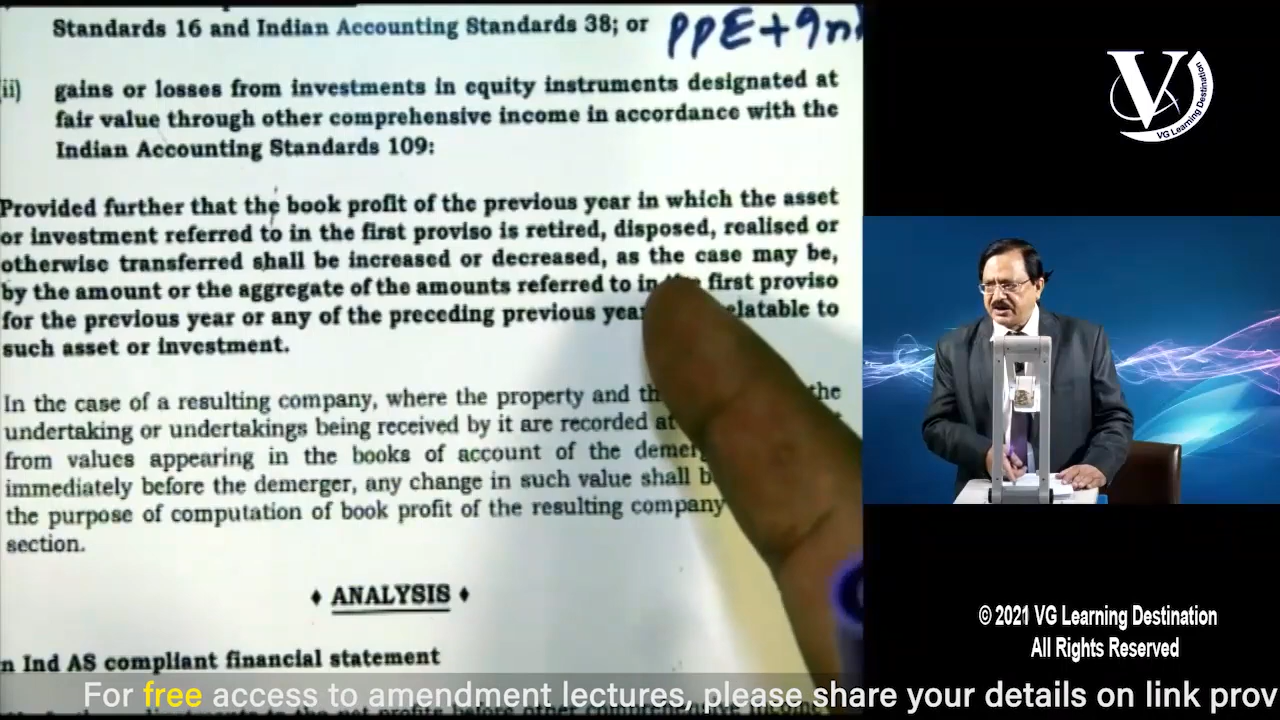 Standards 16 and Indian Accounting Standards 38; or
PPE+
ii) gains or losses from investments in equity instruments designated at
fair value through other comprehensive income in accordance with the
Indian Accounting Standards 109:
Provided further that the book profit of the previous year in which the asset
or investment referred to in the first proviso is retired, disposed, realised or
otherwise transferred shall be increased or decreased, as the case may be,
by the amount or the aggregate of the amounts referred to in first proviso
for the previous year or any of the preceding previous to
such asset or investment.
In the case of a resulting company, where the property and the
undertaking or undertakings being received by it are recorded at
from values appearing in the books of account of the
immediately before the demerger, any change in such value shall
the purpose of computation of book profit of the resulting company
section.
♦ ANALYSIS ♦
n Ind AS compliant financial statement
V
VG Learning Destination
© 2021 VG Learning Destination
All Rights Reserved
For free access to amendment lectures, please share your details on link prov